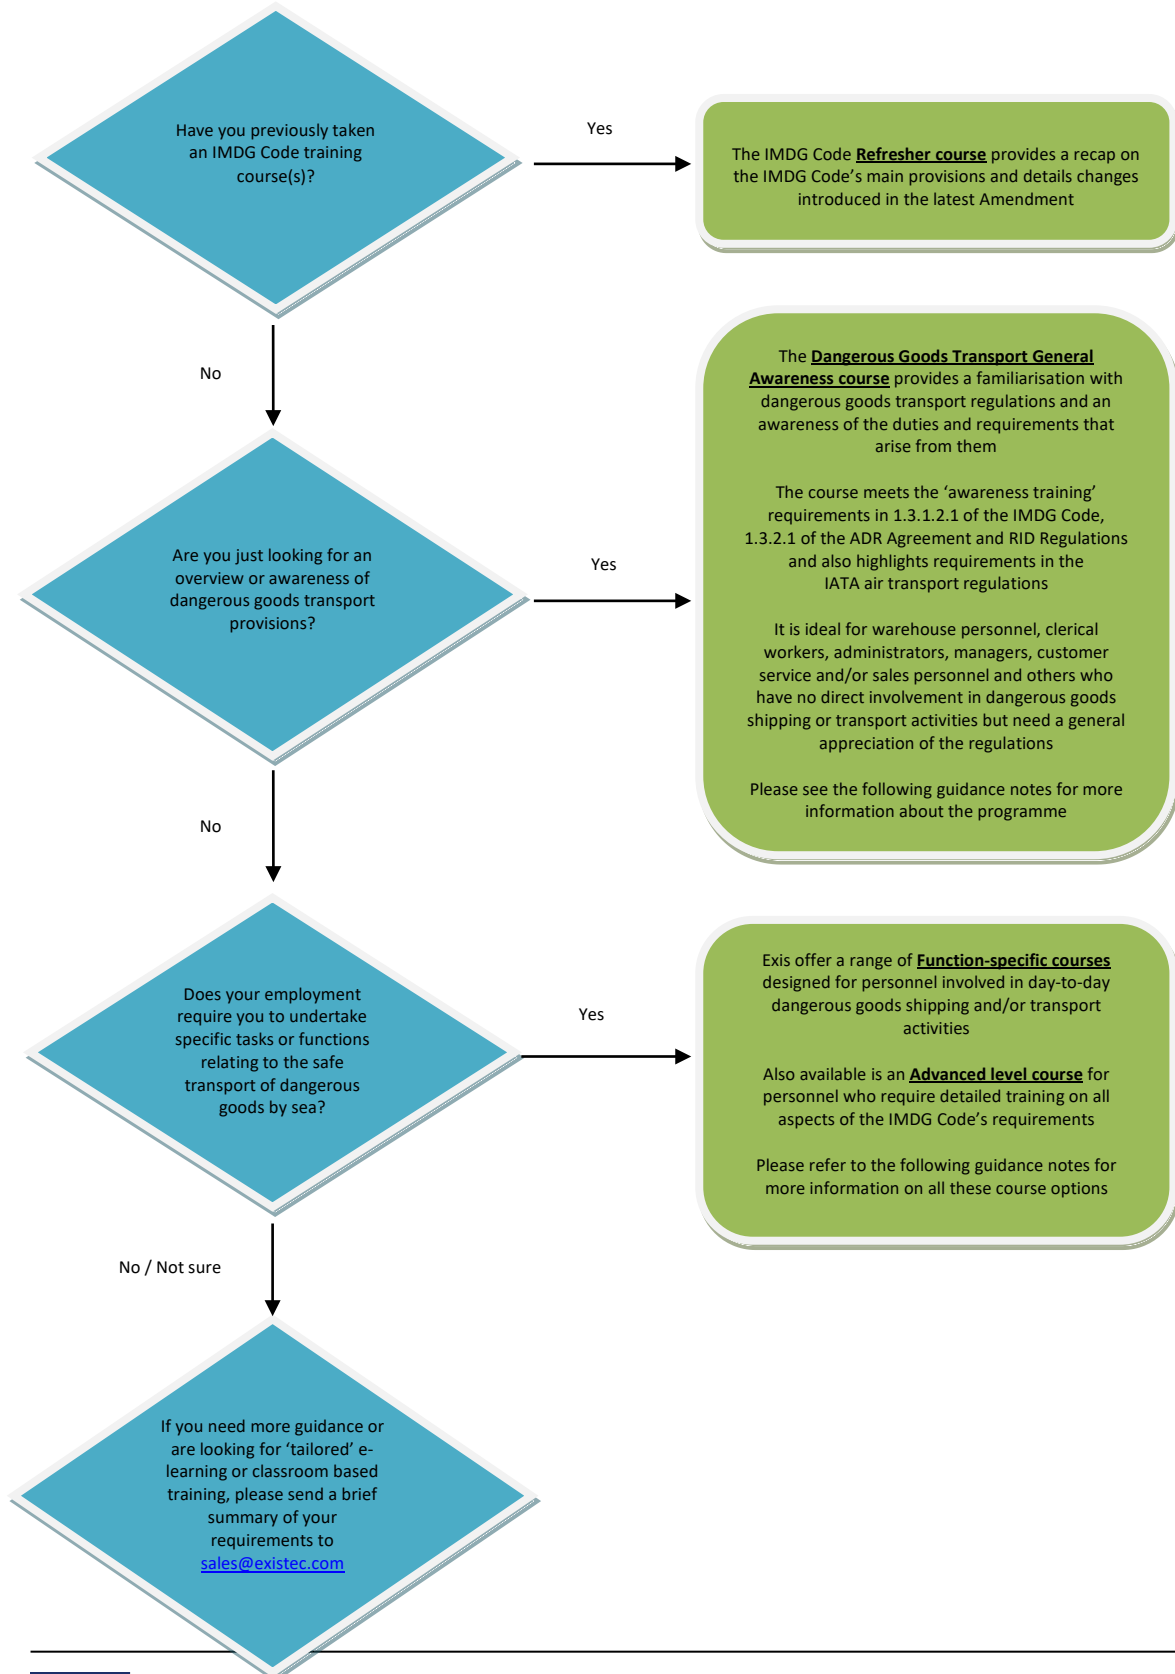 Have you previously taken
an IMDG Code training
course(s)?
Yes
The IMDG Code Refresher course provides a recap on
the IMDG Code’s main provisions and details changes
introduced in the latest Amendment
No
The Dangerous Goods Transport General
Awareness course provides a familiarisation with
dangerous goods transport regulations and an
awareness of the duties and requirements that
arise from them
The course meets the ‘awareness training’
requirements in 1.3.1.2.1 of the IMDG Code,
1.3.2.1 of the ADR Agreement and RID Regulations
and also highlights requirements in the
IATA air transport regulations
It is ideal for warehouse personnel, clerical
workers, administrators, managers, customer
service and/or sales personnel and others who
have no direct involvement in dangerous goods
shipping or transport activities but need a general
appreciation of the regulations
Please see the following guidance notes for more
information about the programme
Are you just looking for an
overview or awareness of
dangerous goods transport
provisions?
Yes
No
Does your employment
require you to undertake
specific tasks or functions
relating to the safe
transport of dangerous
goods by sea?
Yes
Exis offer a range of Function-specific courses
designed for personnel involved in day-to-day
dangerous goods shipping and/or transport
activities
Also available is an Advanced level course for
personnel who require detailed training on all
aspects of the IMDG Code’s requirements
Please refer to the following guidance notes for
more information on all these course options
No / Not sure
If you need more guidance or
are looking for ‘tailored’ e-
learning or classroom based
training, please send a brief
summary of your
requirements to
sales@existec.com